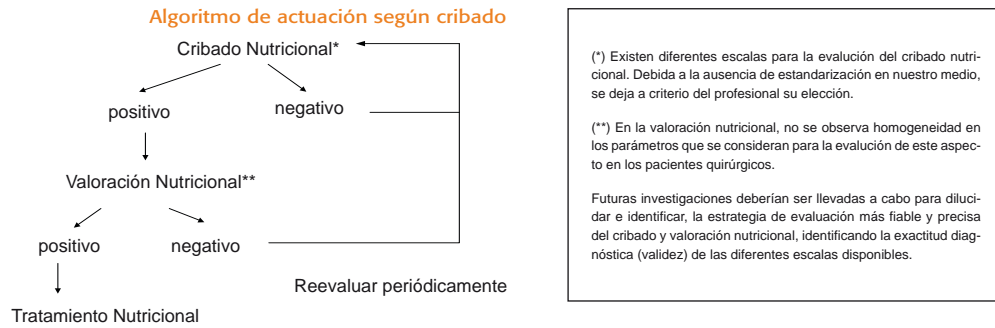 Algoritmo de actuación según cribado
Cribado Nutricional*
positivo
negativo
Valoración Nutricional**
positivo
negativo
Reevaluar periódicamente
Tratamiento Nutricional
(*) Existen diferentes escalas para la evalución del cribado nutri-
cional. Debida a la ausencia de estandarización en nuestro medio,
se deja a criterio del profesional su elección.
(**) En la valoración nutricional, no se observa homogeneidad en
los parámetros que se consideran para la evaluación de este aspec-
to en los pacientes quirúrgicos.
Futuras investigaciones deberían ser llevadas a cabo para diluci-
dar e identificar, la estrategia de evaluación más fiable y precisa
del cribado y valoración nutricional, identificando la exactitud diag-
nóstica (validez) de las diferentes escalas disponibles.